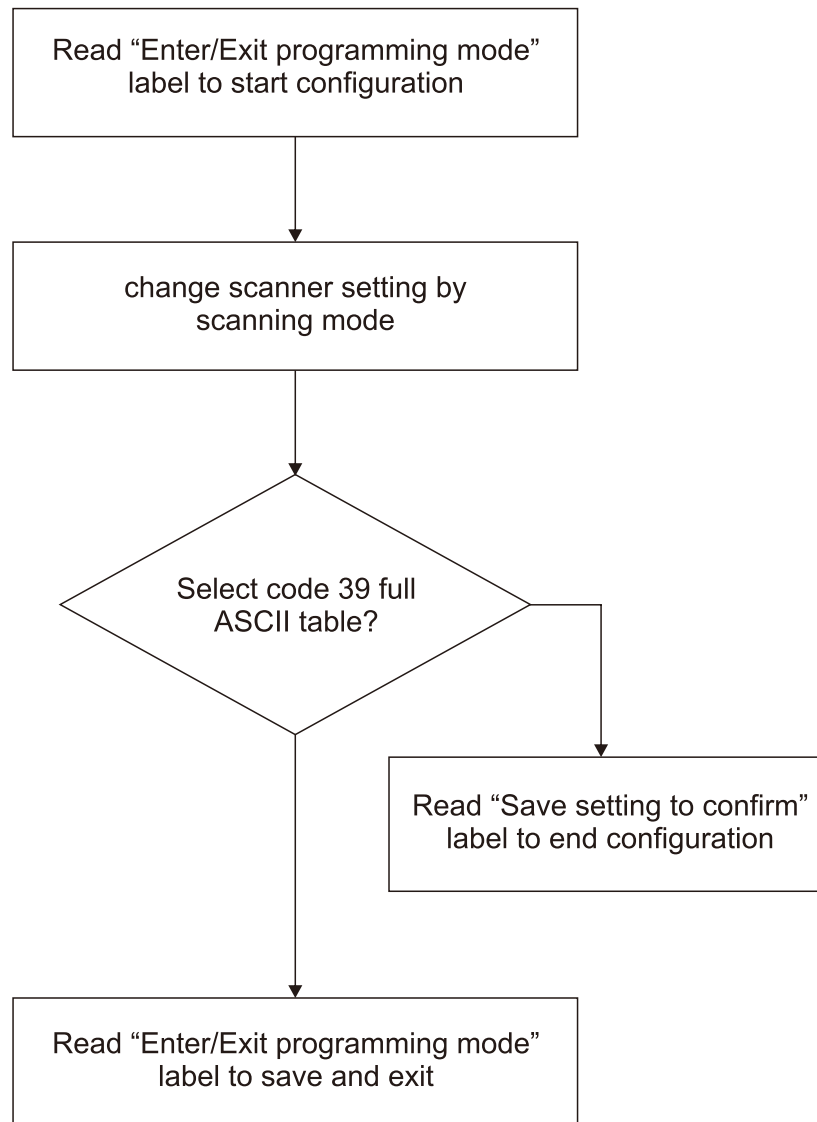 Read “Enter/Exit programming mode”
label to start configuration
change scanner setting by
scanning mode
Select code 39 full
ASCII table?
Read “Save setting to confirm”
label to end configuration
Read “Enter/Exit programming mode”
label to save and exit